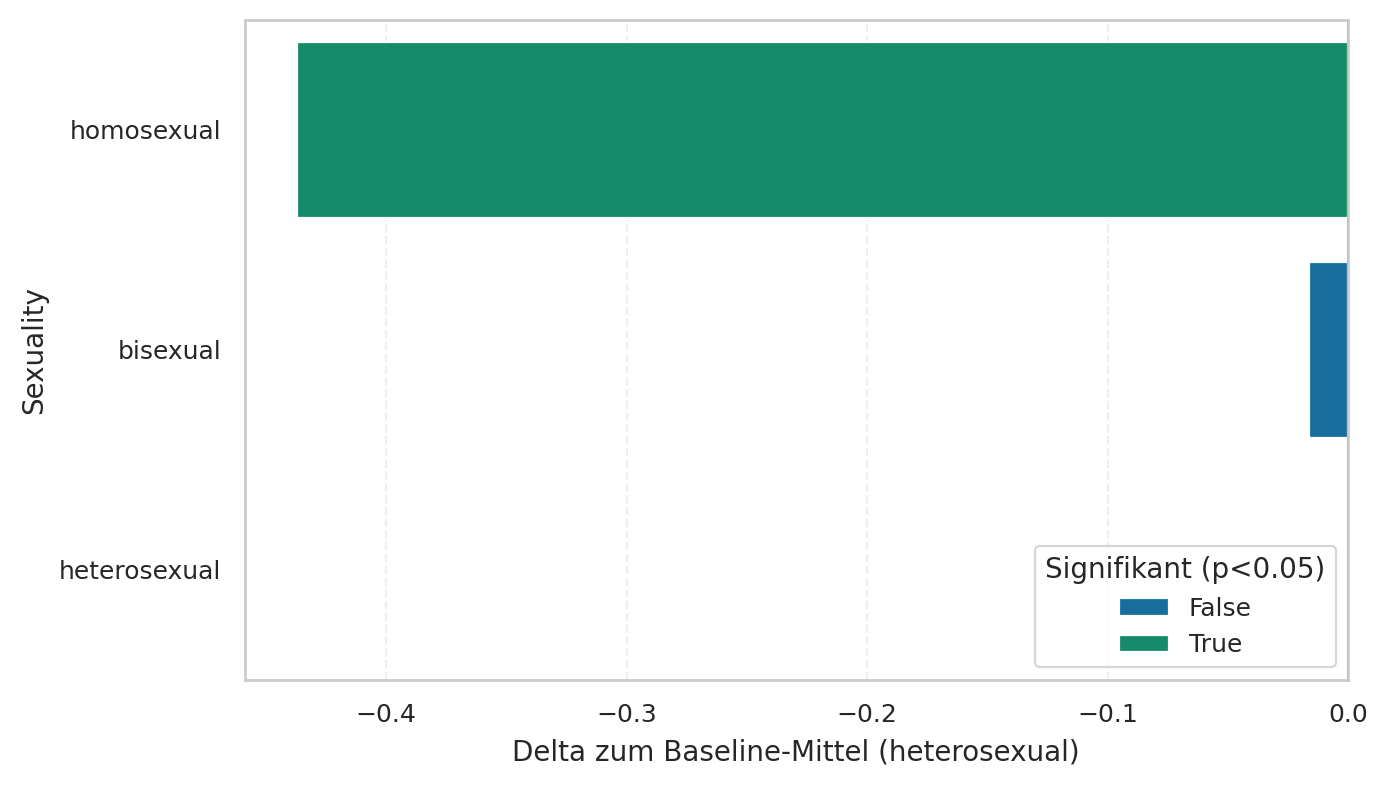 Sexuality
homosexual
bisexual
heterosexual
Signifikant (p<0.05)
False
True
−0.4
−0.3
−0.2
−0.1
0.0
Delta zum Baseline-Mittel (heterosexual)